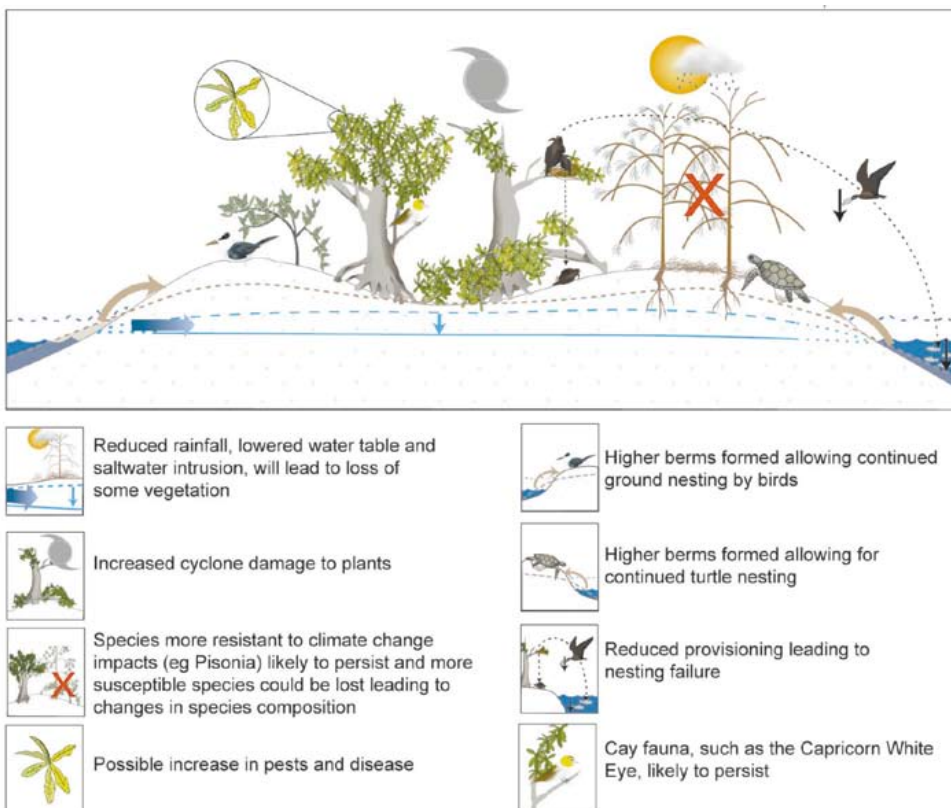 Reduced rainfall, lowered water table and
saltwater intrusion, will lead to loss of
some vegetation
Increased cyclone damage to plants
Species more resistant to climate change
impacts (eg Pisonia) likely to persist and more
susceptible species could be lost leading to
changes in species composition
Possible increase in pests and disease
Higher berms formed allowing continued
ground nesting by birds
Higher berms formed allowing for
continued turtle nesting
Reduced provisioning leading to
nesting failure
Cay fauna, such as the Capricorn White
Eye, likely to persist